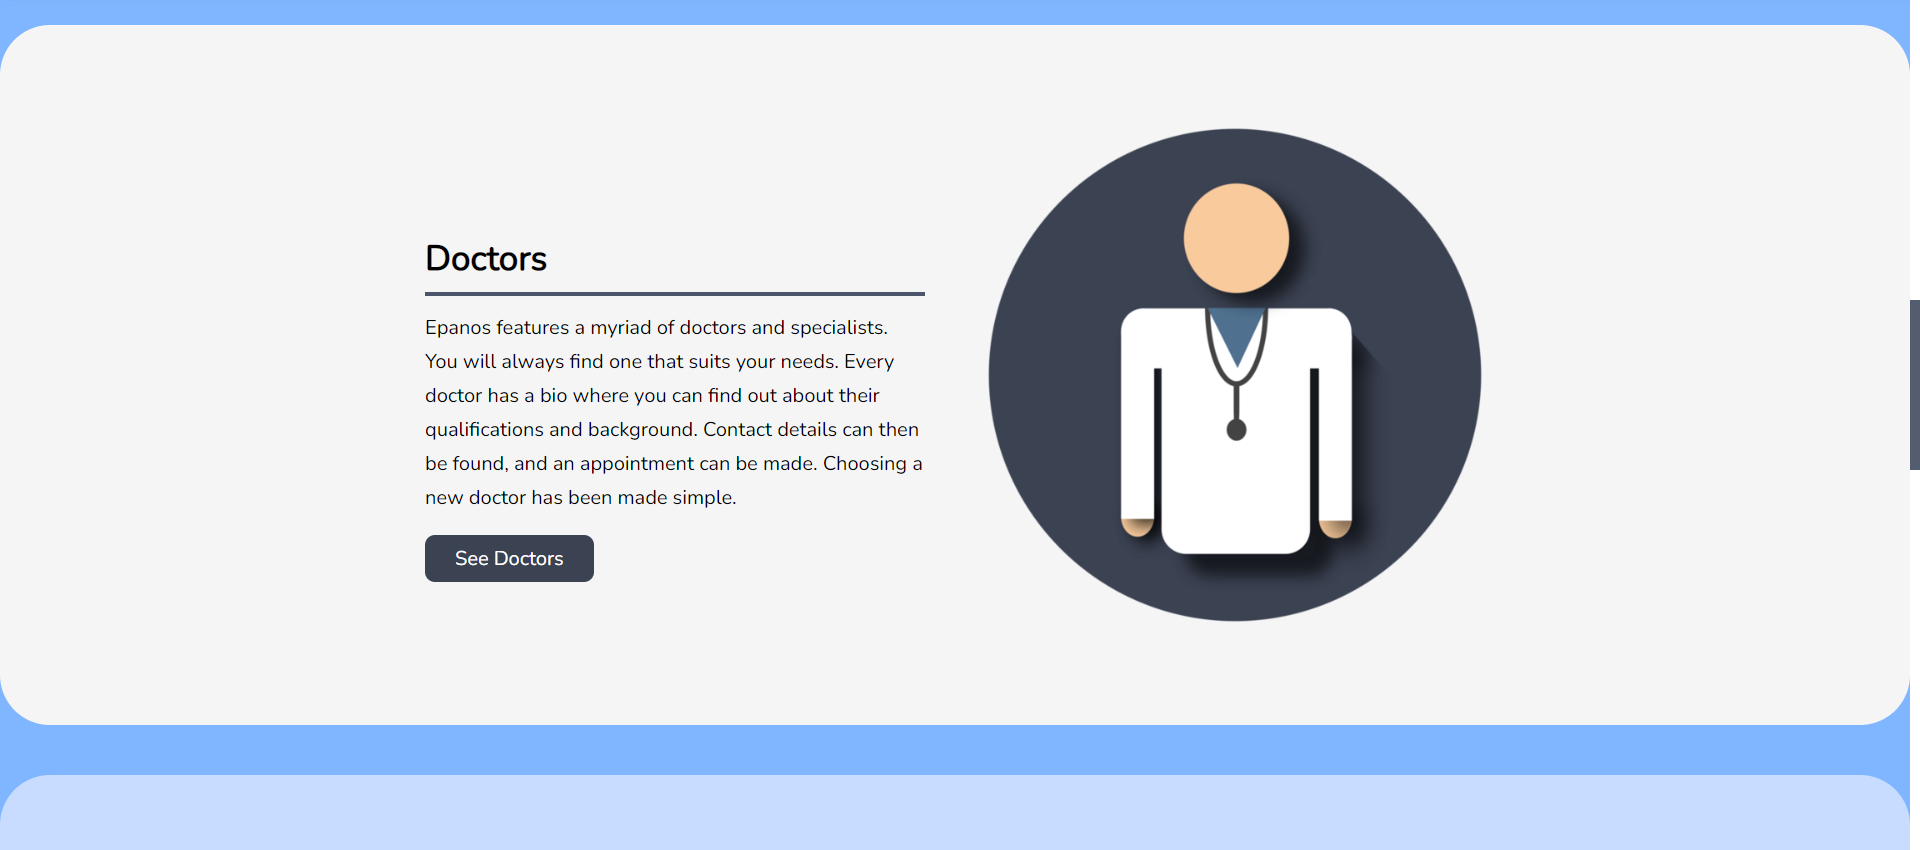 Doctors
Epanos features a myriad of doctors and specialists.
You will always find one that suits your needs. Every
doctor has a bio where you can find out about their
qualifications and background. Contact details can then
be found, and an appointment can be made. Choosing a
new doctor has been made simple.
See Doctors